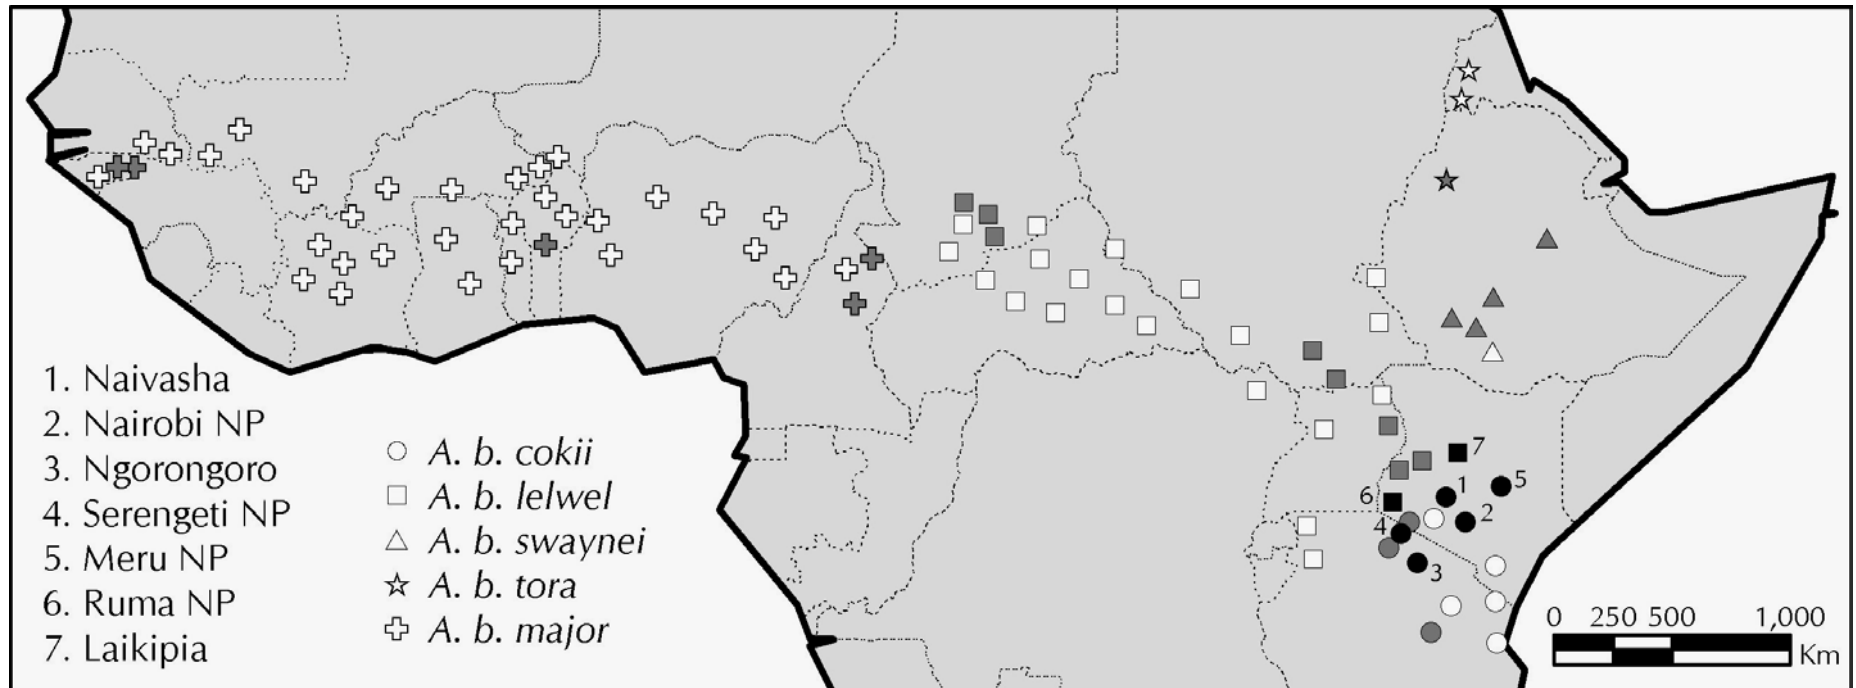 1. Naivasha
2. Nairobi NP
3. Ngorongoro
4. Serengeti NP
5. Meru NP
6. Ruma NP
7. Laikipia
A. b. cokii
A. b. lelwel
A. b. swaynei
A. b. tora
A. b. major
7
5
1
6
2
4
3
0 250 500 1,000
Km